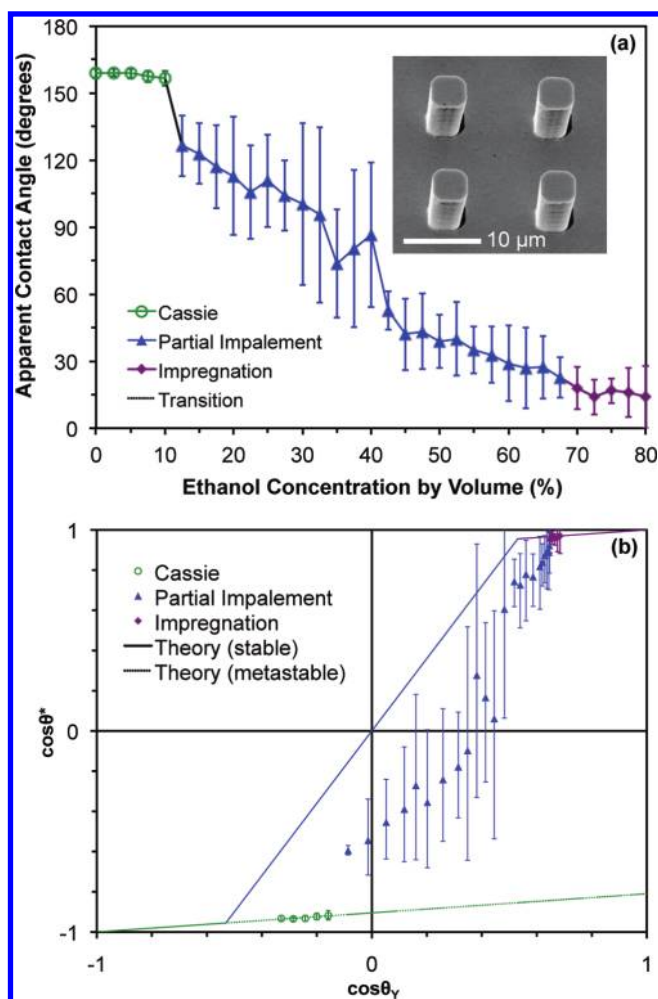 (a)
Apparent Contact Angle (degrees)
180
150
120
90
60
30
0
10 µm
Cassie
Partial Impalement
Impregnation
Transition
0 10 20 30 40 50 60 70 80
Ethanol Concentration by Volume (%)
(b)
cosθ*
1
0
-1
Cassie
Partial Impalement
Impregnation
Theory (stable)
Theory (metastable)
-1 0 1
cosθY